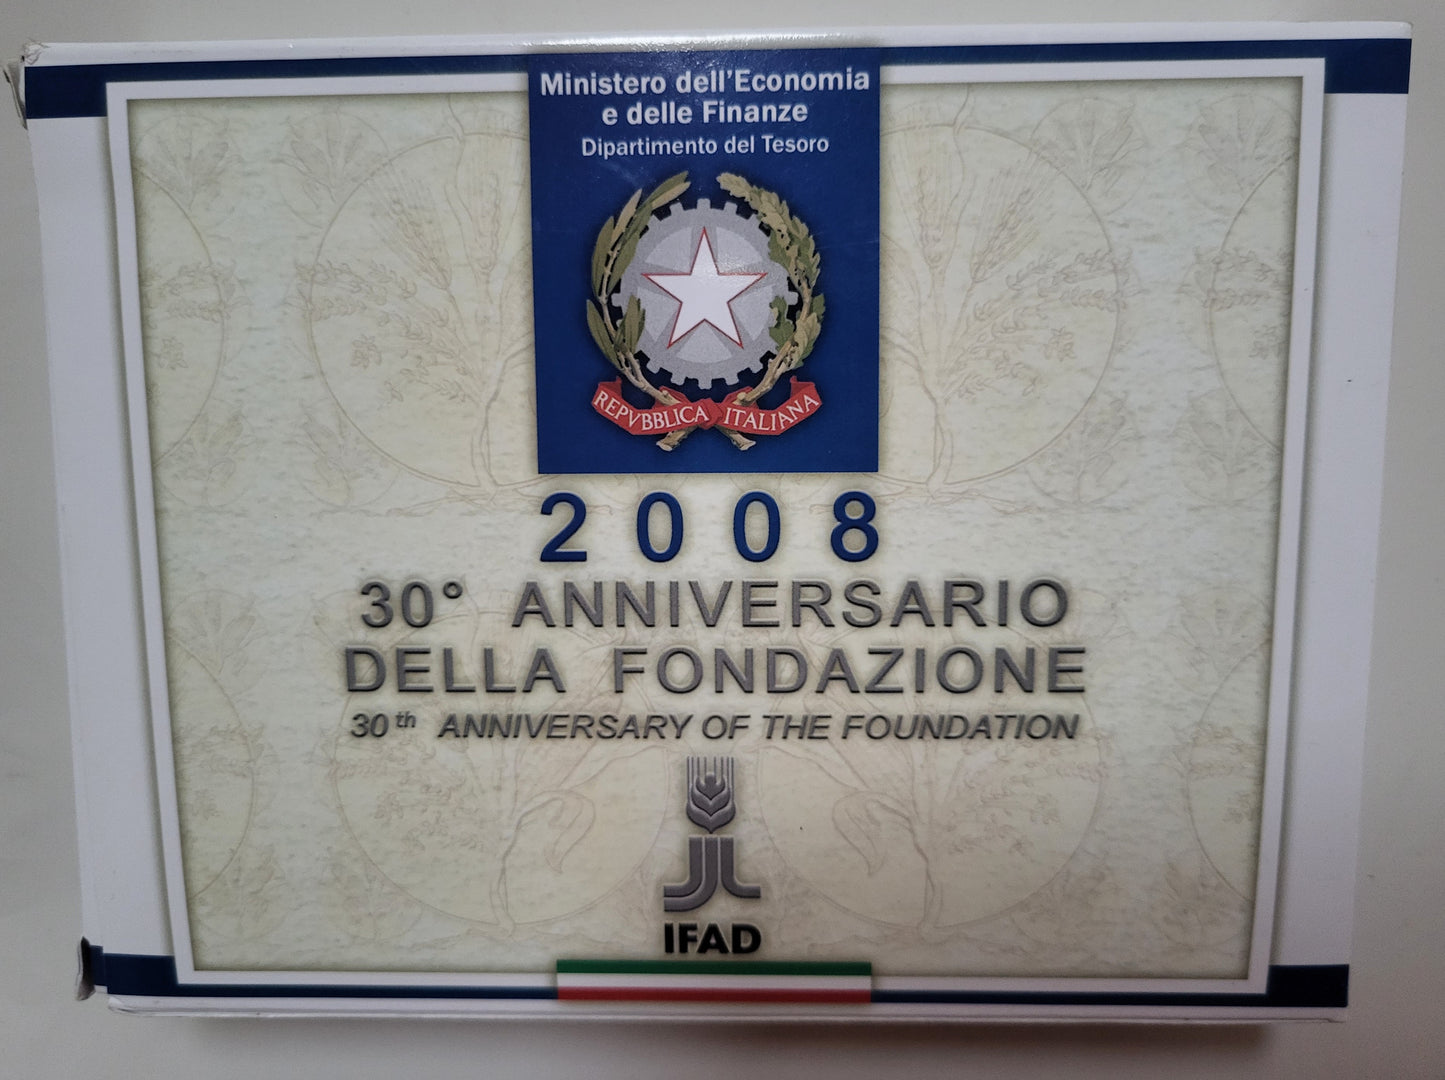 Ministero dell'Economia
e delle Finanze
Dipartimento del Tesoro
REPVBBLICA ITALIANA
2008
30° ANNIVERSARIO
DELLA FONDAZIONE
30th ANNIVERSARY OF THE FOUNDATION
IFAD